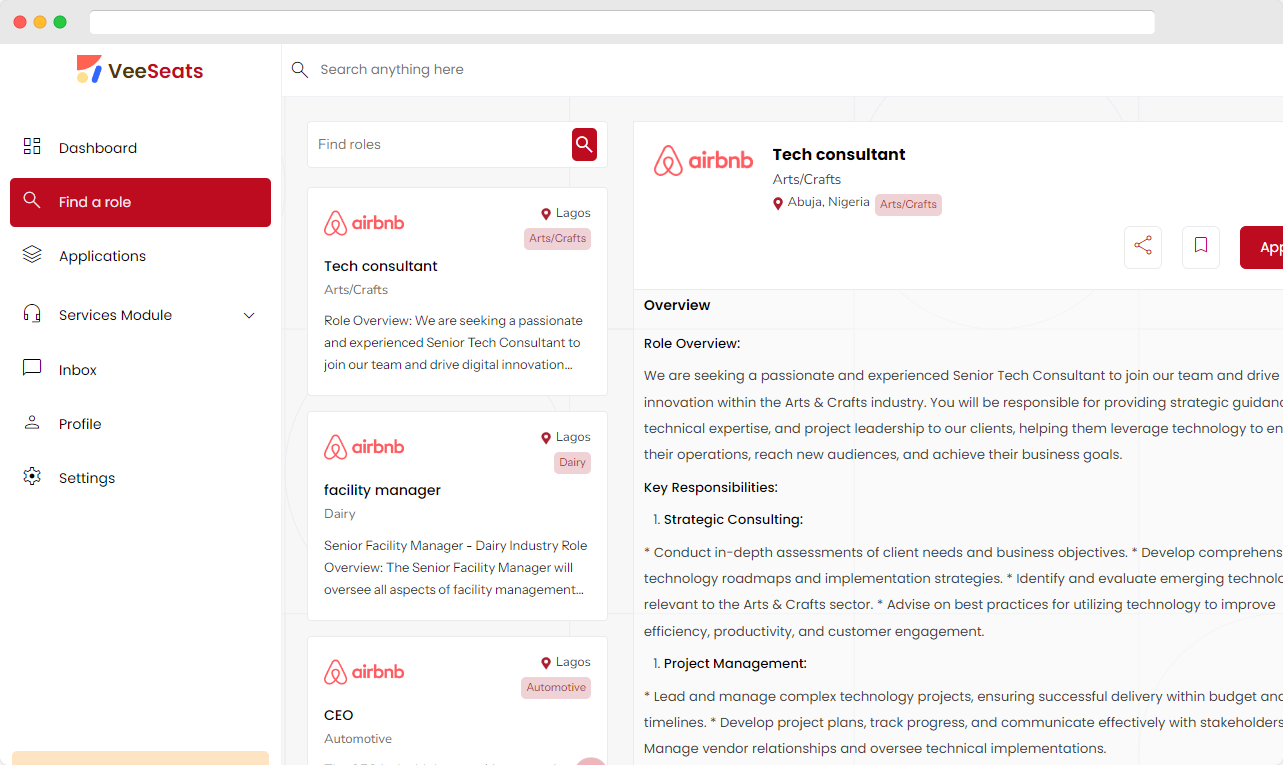 VeeSeats
Search anything here
Dashboard
Find a role
Applications
Services Module
Inbox
Profile
Settings
Find roles
airbnb
Lagos
Arts/Crafts
Tech consultant
Arts/Crafts
Role Overview: We are seeking a passionate
and experienced Senior Tech Consultant to
join our team and drive digital innovation...
airbnb
Lagos
Dairy
facility manager
Dairy
Senior Facility Manager - Dairy Industry Role
Overview: The Senior Facility Manager will
oversee all aspects of facility management...
airbnb
Lagos
Automotive
CEO
Automotive
airbnb
Tech consultant
Arts/Crafts
Abuja, Nigeria Arts/Crafts
App
Overview
Role Overview:
We are seeking a passionate and experienced Senior Tech Consultant to join our team and drive
innovation within the Arts & Crafts industry. You will be responsible for providing strategic guidanc
technical expertise, and project leadership to our clients, helping them leverage technology to en
their operations, reach new audiences, and achieve their business goals.
Key Responsibilities:
1. Strategic Consulting:
* Conduct in-depth assessments of client needs and business objectives. * Develop comprehens
technology roadmaps and implementation strategies. * Identify and evaluate emerging technolo
relevant to the Arts & Crafts sector. * Advise on best practices for utilizing technology to improve
efficiency, productivity, and customer engagement.
1. Project Management:
* Lead and manage complex technology projects, ensuring successful delivery within budget and
timelines. * Develop project plans, track progress, and communicate effectively with stakeholders
Manage vendor relationships and oversee technical implementations.